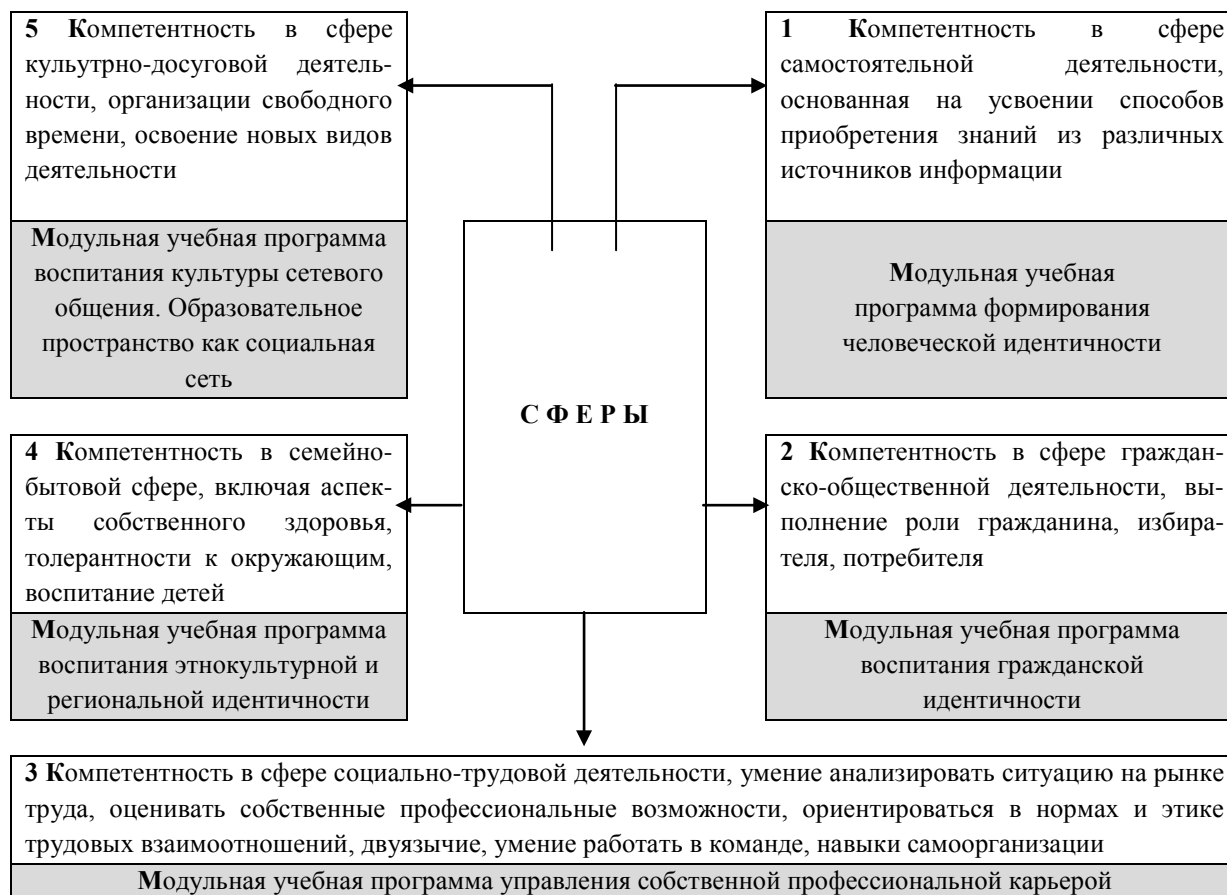 5 Компетентность в сфере
кульутрно-досуговой деятель-
ности, организации свободного
времени, освоение новых видов
деятельности
Модульная учебная программа
воспитания культуры сетевого
общения. Образовательное
пространство как социальная
сеть
1 Компетентность в сфере
самостоятельной деятельности,
основанная на усвоении способов
приобретения знаний из различных
источников информации
Модульная учебная
программа формирования
человеческой идентичности
С Ф Е Р Ы
4 Компетентность в семейно-
бытовой сфере, включая аспек-
ты собственного здоровья,
толерантности к окружающим,
воспитание детей
Модульная учебная программа
воспитания этнокультурной и
региональной идентичности
2 Компетентность в сфере граждан-
ско-общественной деятельности, вы-
полнение роли гражданина, избира-
теля, потребителя
Модульная учебная программа
воспитания гражданской
идентичности
3 Компетентность в сфере социально-трудовой деятельности, умение анализировать ситуацию на рынке
труда, оценивать собственные профессиональные возможности, ориентироваться в нормах и этике
трудовых взаимоотношений, двуязычие, умение работать в команде, навыки самоорганизации
Модульная учебная программа управления собственной профессиональной карьерой